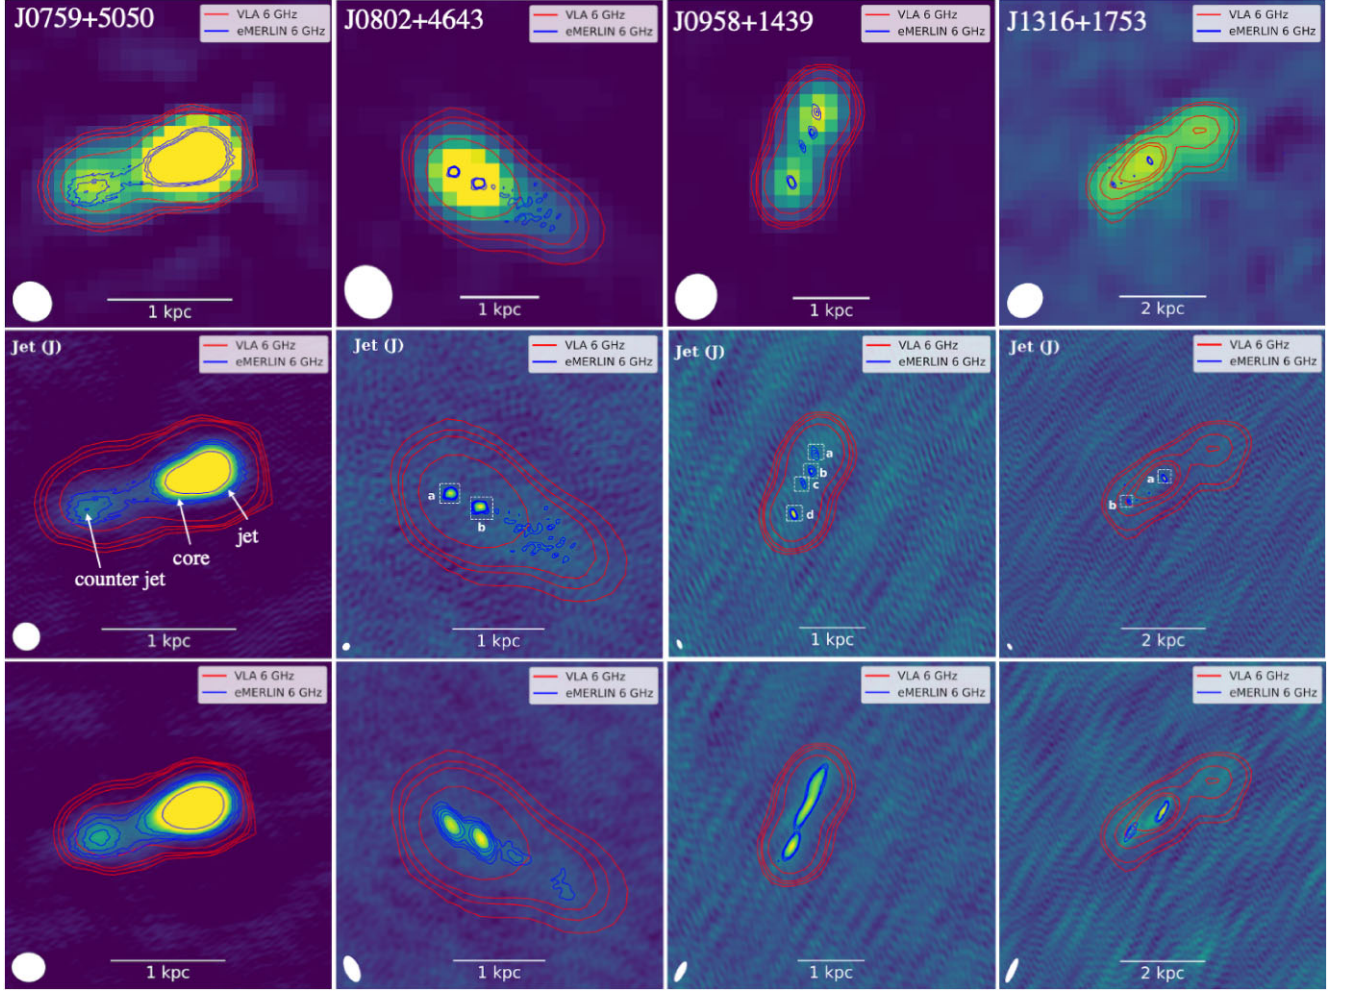 J0759+5050
VLA 6 GHz
eMERLIN 6 GHz
1 kpc
J0802+4643
VLA 6 GHz
eMERLIN 6 GHz
1 kpc
J0958+1439
VLA 6 GHz
eMERLIN 6 GHz
1 kpc
J1316+1753
VLA 6 GHz
eMERLIN 6 GHz
2 kpc
Jet (J)
VLA 6 GHz
eMERLIN 6 GHz
jet
core
counter jet
1 kpc
Jet (J)
VLA 6 GHz
eMERLIN 6 GHz
a
b
1 kpc
Jet (J)
VLA 6 GHz
eMERLIN 6 GHz
a
b
c
d
1 kpc
Jet (J)
VLA 6 GHz
eMERLIN 6 GHz
a
b
2 kpc
VLA 6 GHz
eMERLIN 6 GHz
1 kpc
VLA 6 GHz
eMERLIN 6 GHz
1 kpc
VLA 6 GHz
eMERLIN 6 GHz
1 kpc
VLA 6 GHz
eMERLIN 6 GHz
2 kpc